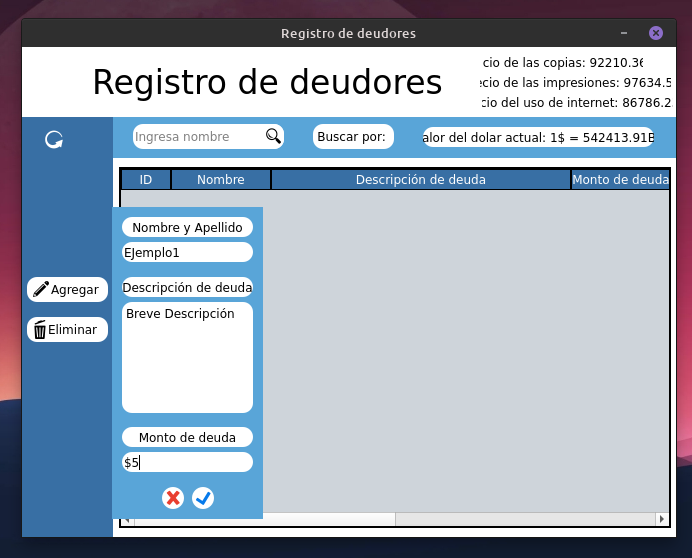 Registro de deudores
Registro de deudores
cio de las copias: 92210.36
cio de las impresiones: 97634.5
cio del uso de internet: 86786.2
Ingresa nombre
Buscar por:
alor del dolar actual: 1$ = 542413.91B
ID Nombre Descripción de deuda Monto de deuda
Nombre y Apellido
EJemplo1
Descripción de deuda
Agregar
Breve Descripción
Eliminar
Monto de deuda
$5